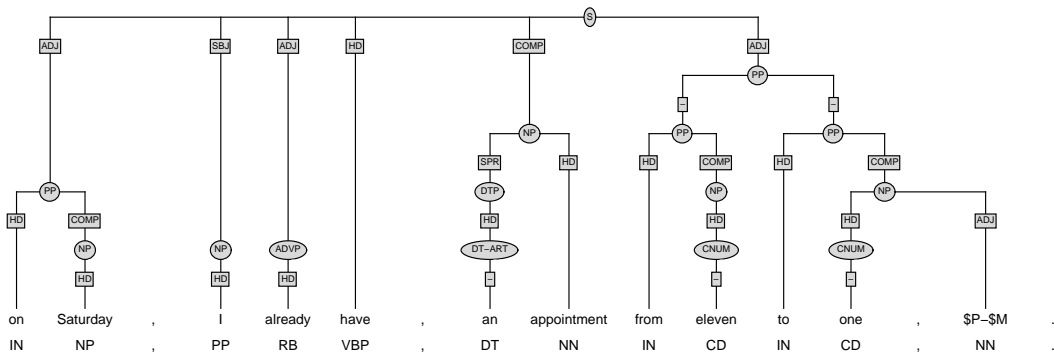 S
ADJ SBJ ADJ HD COMP ADJ
PP
– –
NP PP PP
SPR HD HD COMP HD COMP
PP DTP NP NP
HD COMP HD HD HD ADJ
NP NP ADVP DT–ART CNUM CNUM
HD HD HD – – –
on Saturday , I already have , an appointment from eleven to one , $P–$M .
IN NP , PP RB VBP , DT NN IN CD IN CD , NN .